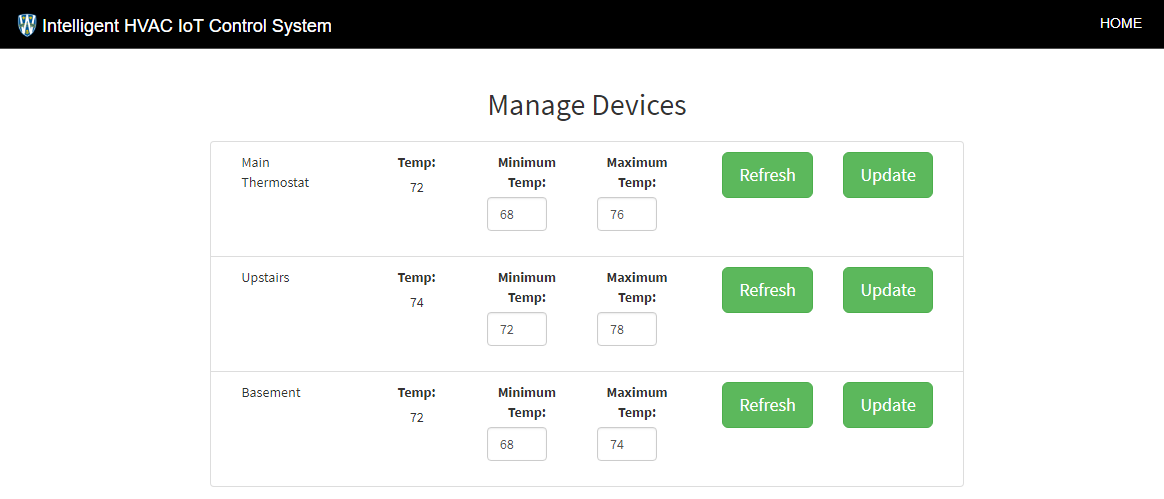 Intelligent HVAC IoT Control System
HOME
Manage Devices
Main
Thermostat
Temp:
72
Minimum
Temp:
68
Maximum
Temp:
76
Refresh
Update
Upstairs
Temp:
74
Minimum
Temp:
72
Maximum
Temp:
78
Refresh
Update
Basement
Temp:
72
Minimum
Temp:
68
Maximum
Temp:
74
Refresh
Update